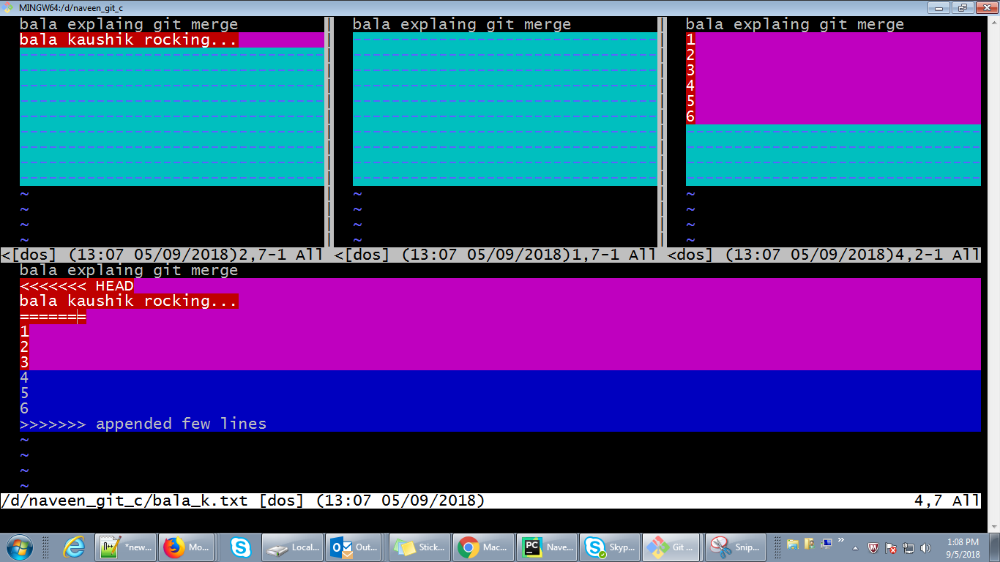 MINGW64:/d/naveen_git_c
bala explaing git merge
bala kaushik rocking...
~
~
~
~
<[dos] (13:07 05/09/2018)2,7-1 All
bala explaing git merge
~
~
~
~
<[dos] (13:07 05/09/2018)1,7-1 All
bala explaing git merge
1
2
3
4
5
6
~
~
~
~
<dos] (13:07 05/09/2018)4,2-1 All
bala explaing git merge
<<<<<<< HEAD
bala kaushik rocking...
=======
1
2
3
4
5
6
>>>>>>> appended few lines
~
~
~
~
/d/naveen_git_c/bala_k.txt [dos] (13:07 05/09/2018) 4,7 All
*new...
Mo...
Local...
Out...
Stick...
Mac...
PC
Nave...
Skyp...
Git ...
Snip...
1:08 PM
9/5/2018